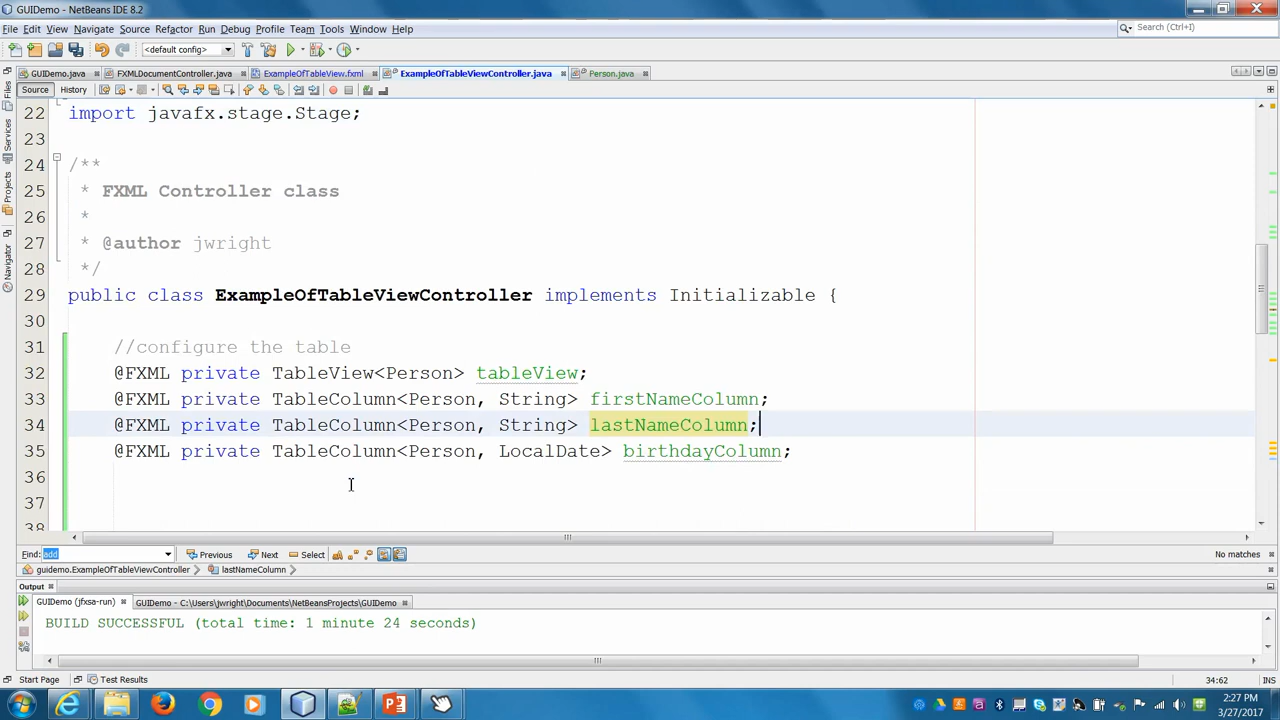 GUIDemo - NetBeans IDE 8.2
File Edit View Navigate Source Refactor Run Debug Profile Team Tools Window Help
Search (Ctrl+I)
<default config>
GUIDemo.java FXMLDocumentController.java ExampleOfTableView.fxml ExampleOfTableViewController.java Person.java
Source History
22 import javafx.stage.Stage;
23
24 /**
25 * FXML Controller class
26 *
27 * @author jwright
28 */
29 public class ExampleOfTableViewController implements Initializable {
30
31 //configure the table
32 @FXML private TableView<Person> tableView;
33 @FXML private TableColumn<Person, String> firstNameColumn;
34 @FXML private TableColumn<Person, String> lastNameColumn;
35 @FXML private TableColumn<Person, LocalDate> birthdayColumn;
36
37
38
Files
Services
Projects
Navigator
Find: add Previous Next Select No matches
guidemo.ExampleOfTableViewController lastNameColumn
Output
GUIDemo (jfxsa-run) GUIDemo - C:\Users\jwright\Documents\NetBeansProjects\GUIDemo
BUILD SUCCESSFUL (total time: 1 minute 24 seconds)
Start Page Test Results 34:62 INS
2:27 PM
3/27/2017